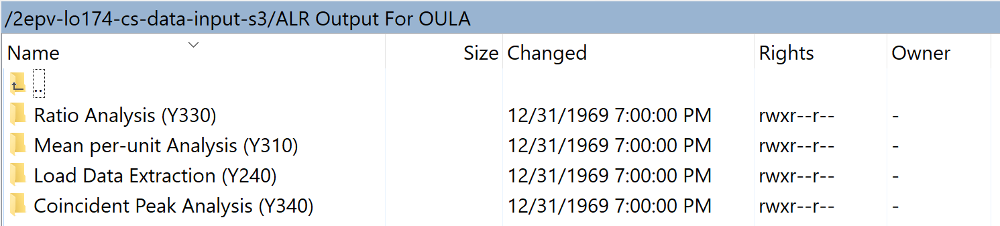 /2epv-lo174-cs-data-input-s3/ALR Output For OULA
Name Size Changed Rights Owner
..
Ratio Analysis (Y330) 12/31/1969 7:00:00 PM rwxr--r-- -
Mean per-unit Analysis (Y310) 12/31/1969 7:00:00 PM rwxr--r-- -
Load Data Extraction (Y240) 12/31/1969 7:00:00 PM rwxr--r-- -
Coincident Peak Analysis (Y340) 12/31/1969 7:00:00 PM rwxr--r-- -